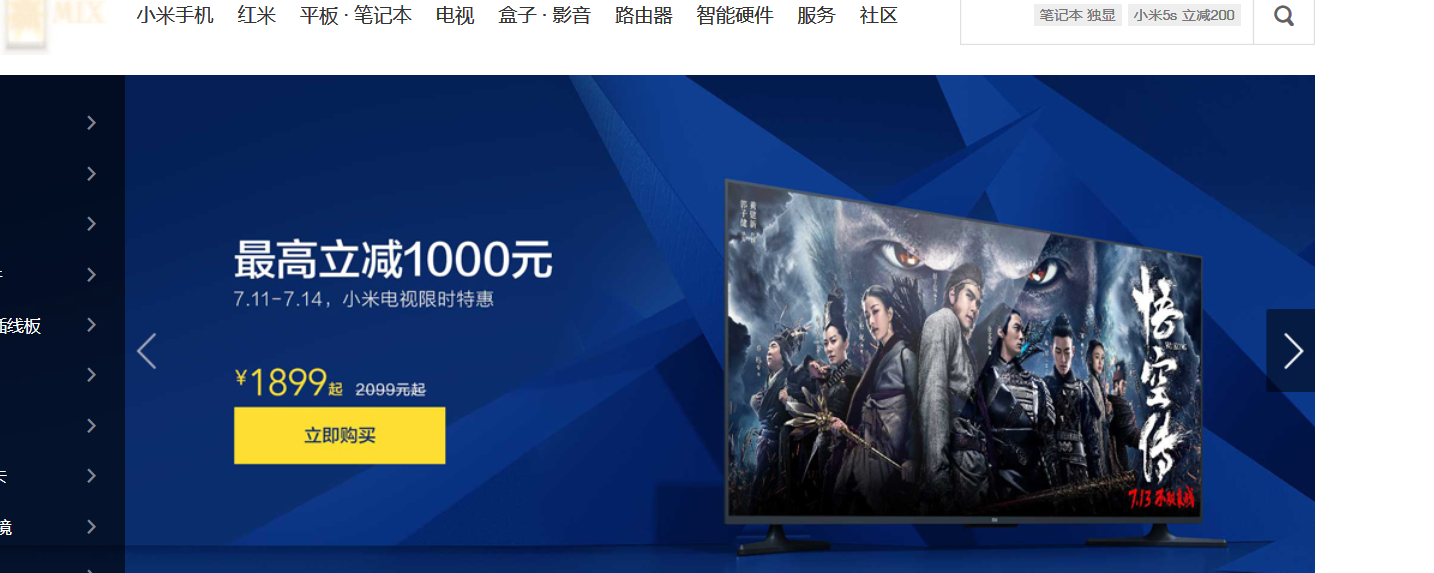 MIX
小米手机 红米 平板 · 笔记本 电视 盒子 · 影音 路由器 智能硬件 服务 社区
笔记本 独显 小米5s 立减200
最高立减1000元
7.11-7.14，小米电视限时特惠
¥1899起 2099元起
立即购买
线板
镜
悟空传
WU KONG
7.13